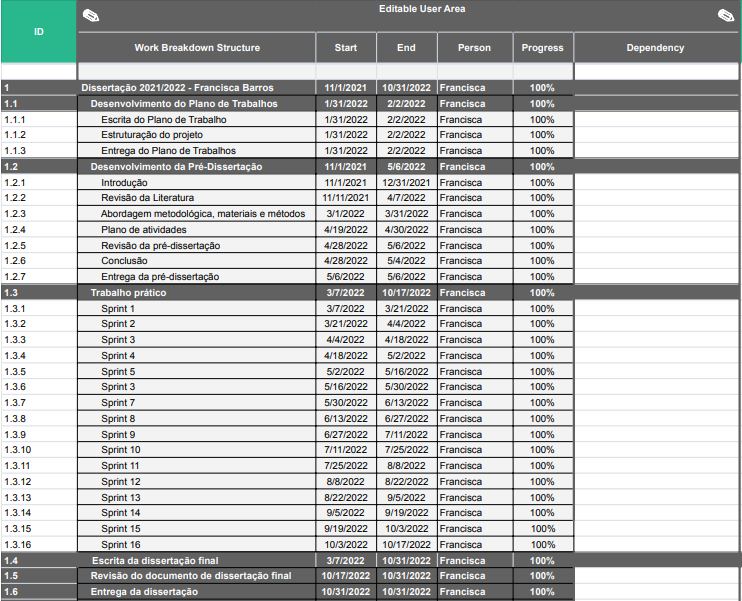 Editable User Area
ID
Work Breakdown Structure Start End Person Progress Dependency
1 Dissertação 2021/2022 - Francisca Barros 11/1/2021 10/31/2022 Francisca 100%
1.1 Desenvolvimento do Plano de Trabalhos 1/31/2022 2/2/2022 Francisca 100%
1.1.1 Escrita do Plano de Trabalho 1/31/2022 2/2/2022 Francisca 100%
1.1.2 Estruturação do projeto 1/31/2022 2/2/2022 Francisca 100%
1.1.3 Entrega do Plano de Trabalhos 1/31/2022 2/2/2022 Francisca 100%
1.2 Desenvolvimento da Pré-Dissertação 11/1/2021 5/6/2022 Francisca 100%
1.2.1 Introdução 11/1/2021 12/31/2021 Francisca 100%
1.2.2 Revisão da Literatura 11/11/2021 4/7/2022 Francisca 100%
1.2.3 Abordagem metodológica, materiais e métodos 3/1/2022 3/31/2022 Francisca 100%
1.2.4 Plano de atividades 4/19/2022 4/30/2022 Francisca 100%
1.2.5 Revisão da pré-dissertação 4/28/2022 5/6/2022 Francisca 100%
1.2.6 Conclusão 4/28/2022 5/4/2022 Francisca 100%
1.2.7 Entrega da pré-dissertação 5/6/2022 5/6/2022 Francisca 100%
1.3 Trabalho prático 3/7/2022 10/17/2022 Francisca 100%
1.3.1 Sprint 1 3/7/2022 3/21/2022 Francisca 100%
1.3.2 Sprint 2 3/21/2022 4/4/2022 Francisca 100%
1.3.3 Sprint 3 4/4/2022 4/18/2022 Francisca 100%
1.3.4 Sprint 4 4/18/2022 5/2/2022 Francisca 100%
1.3.5 Sprint 5 5/2/2022 5/16/2022 Francisca 100%
1.3.6 Sprint 3 5/16/2022 5/30/2022 Francisca 100%
1.3.7 Sprint 7 5/30/2022 6/13/2022 Francisca 100%
1.3.8 Sprint 8 6/13/2022 6/27/2022 Francisca 100%
1.3.9 Sprint 9 6/27/2022 7/11/2022 Francisca 100%
1.3.10 Sprint 10 7/11/2022 7/25/2022 Francisca 100%
1.3.11 Sprint 11 7/25/2022 8/8/2022 Francisca 100%
1.3.12 Sprint 12 8/8/2022 8/22/2022 Francisca 100%
1.3.13 Sprint 13 8/22/2022 9/5/2022 Francisca 100%
1.3.14 Sprint 14 9/5/2022 9/19/2022 Francisca 100%
1.3.15 Sprint 15 9/19/2022 10/3/2022 Francisca 100%
1.3.16 Sprint 16 10/3/2022 10/17/2022 Francisca 100%
1.4 Escrita da dissertação final 3/7/2022 10/31/2022 Francisca 100%
1.5 Revisão do documento de dissertação final 10/17/2022 10/31/2022 Francisca 100%
1.6 Entrega da dissertação 10/31/2022 10/31/2022 Francisca 100%